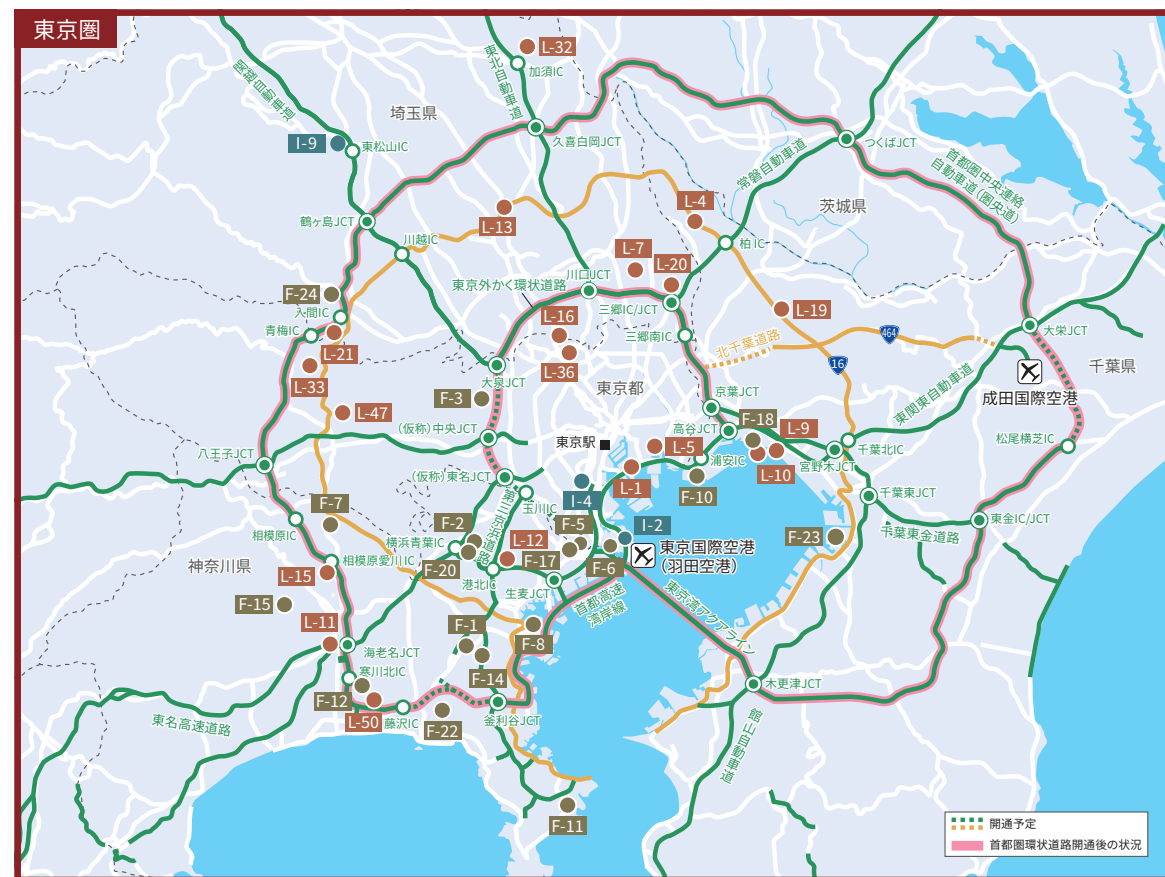 東京圏
L-32
加須IC
東北自動車道
関越自動車道
埼玉県
I-9
東松山IC
久喜白岡JCT
つくばJCT
常磐自動車道
首都圏中央連絡
自動車道(圏央道)
茨城県
鶴ヶ島JCT
L-13
L-4
川越IC
柏IC
L-7
L-20
川口JCT
東京外かく環状道路
F-24
入間IC
三郷IC/JCT
L-16
L-19
青梅IC
L-21
三郷南IC
北千葉道路
464
大栄JCT
L-33
L-36
16
千葉県
大泉JCT
東京都
成田国際空港
F-3
京葉JCT
東関東自動車道
L-47
F-18
(仮称)中央JCT
高谷JCT
L-9
東京駅
L-5
千葉北IC
松尾横芝IC
八王子JCT
浦安IC
宮野木JCT
(仮称)東名JCT
L-1
F-10
L-10
第三京浜道路
玉川IC
I-4
千葉東JCT
F-7
F-2
F-5
I-2
東金IC/JCT
相模原IC
横浜青葉IC
L-12
F-23
千葉東金道路
東京国際空港
(羽田空港)
神奈川県
相模原愛川IC
F-20
F-17
F-6
L-15
港北IC
生麦JCT
F-15
首都高速
湾岸線
東京湾アクアライン
L-11
F-1
F-8
海老名JCT
寒川北IC
F-14
木更津JCT
F-12
L-50
藤沢IC
F-22
釜利谷JCT
東名高速道路
館山自動車道
F-11
開通予定
首都圏環状道路開通後の状況